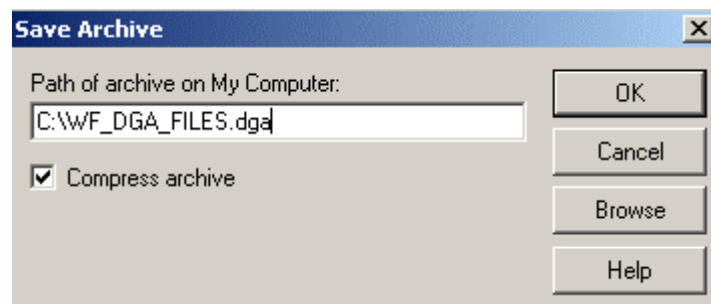 Save Archive
Path of archive on My Computer:
C:\WF_DGA_FILES.dga
Compress archive
OK
Cancel
Browse
Help